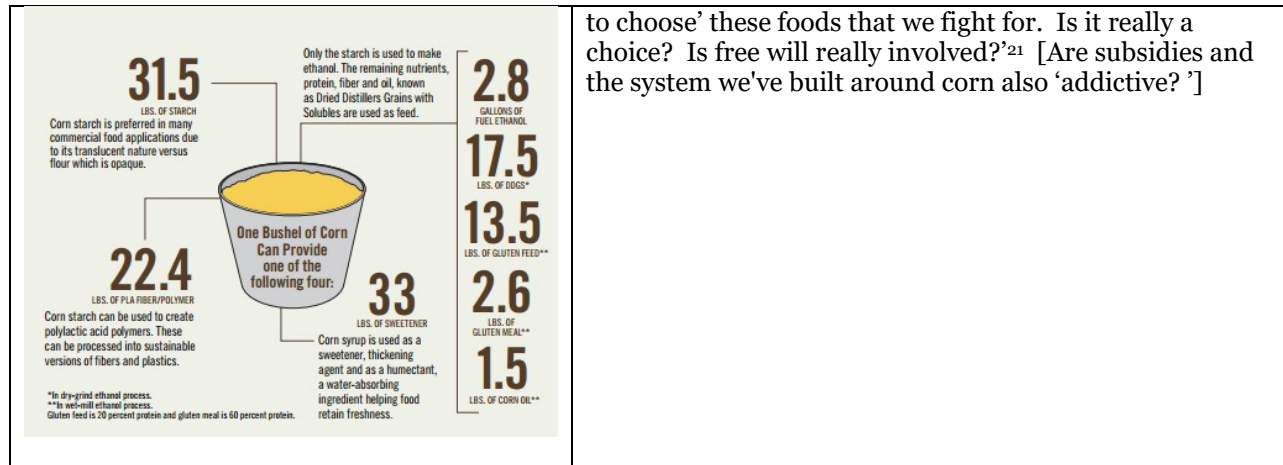 31.5
LBS. OF STARCH
Corn starch is preferred in many
commercial food applications due
to its translucent nature versus
flour which is opaque.
Only the starch is used to make
ethanol. The remaining nutrients,
protein, fiber and oil, known
as Dried Distillers Grains with
Solubles are used as feed.
2.8
GALLONS OF
FUEL ETHANOL
17.5
LBS. OF DDGS*
13.5
LBS. OF GLUTEN FEED**
2.6
LBS. OF
GLUTEN MEAL**
1.5
LBS. OF CORN OIL**
One Bushel of Corn
Can Provide
one of the
following four:
22.4
LBS. OF PLA FIBER/POLYMER
Corn starch can be used to create
polylactic acid polymers. These
can be processed into sustainable
versions of fibers and plastics.
33
LBS. OF SWEETENER
Corn syrup is used as a
sweetener, thickening
agent and as a humectant,
a water-absorbing
ingredient helping food
retain freshness.
*In dry-grind ethanol process.
**In wet-mill ethanol process.
Gluten feed is 20 percent protein and gluten meal is 60 percent protein.
to choose’ these foods that we fight for.  Is it really a
choice?  Is free will really involved?’21  [Are subsidies and
the system we've built around corn also ‘addictive? ’]